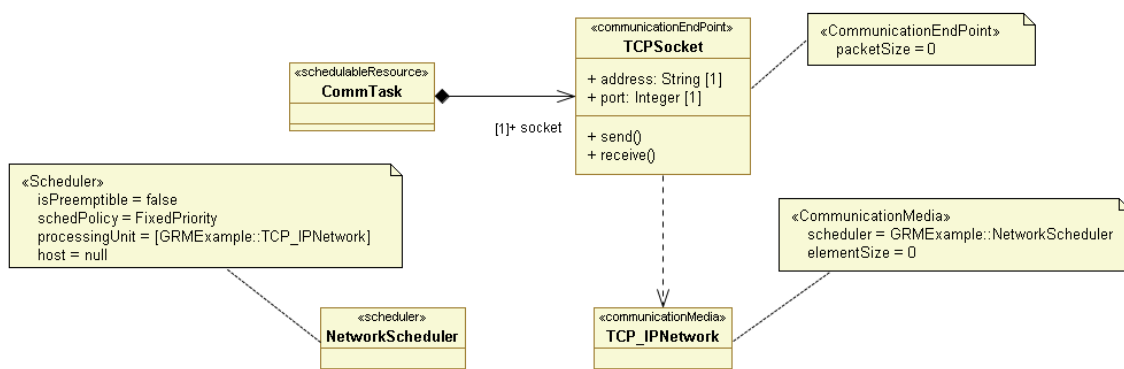 «communicationEndPoint»
TCPSocket
+ address: String [1]
+ port: Integer [1]
+ send()
+ receive()
«CommunicationEndPoint»
packetSize = 0
«schedulableResource»
CommTask
[1]+ socket
«Scheduler»
isPreemptible = false
schedPolicy = FixedPriority
processingUnit = [GRMExample::TCP_IPNetwork]
host = null
«CommunicationMedia»
scheduler = GRMExample::NetworkScheduler
elementSize = 0
«scheduler»
NetworkScheduler
«communicationMedia»
TCP_IPNetwork